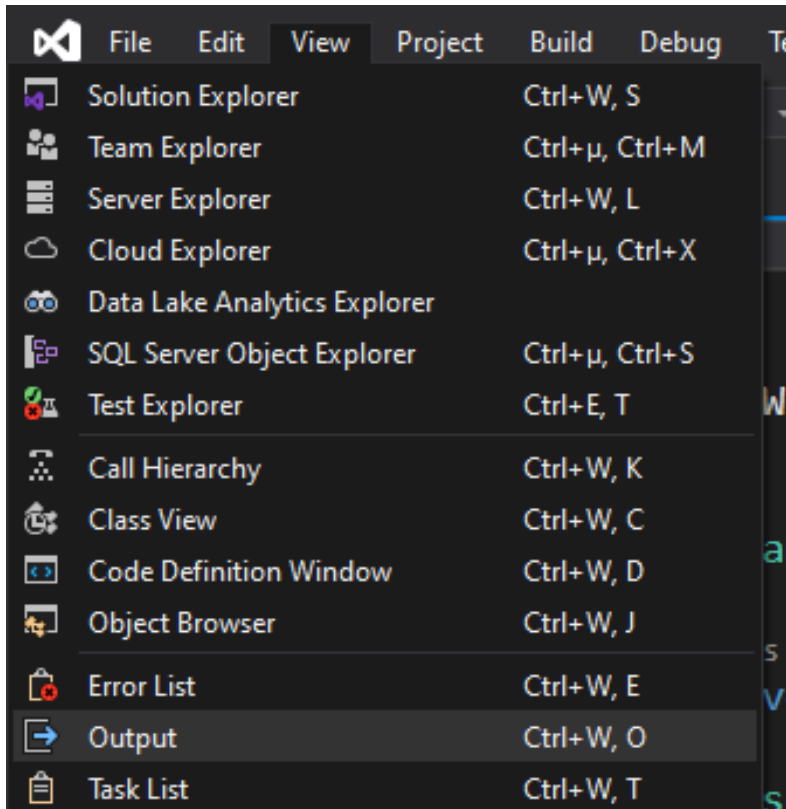 File Edit View Project Build Debug Te
Solution Explorer Ctrl+W, S
Team Explorer Ctrl+µ, Ctrl+M
Server Explorer Ctrl+W, L
Cloud Explorer Ctrl+µ, Ctrl+X
Data Lake Analytics Explorer
SQL Server Object Explorer Ctrl+µ, Ctrl+S
Test Explorer Ctrl+E, T
W
Call Hierarchy Ctrl+W, K
Class View Ctrl+W, C
a
Code Definition Window Ctrl+W, D
Object Browser Ctrl+W, J
s
Error List Ctrl+W, E
v
Output Ctrl+W, O
Task List Ctrl+W, T
s